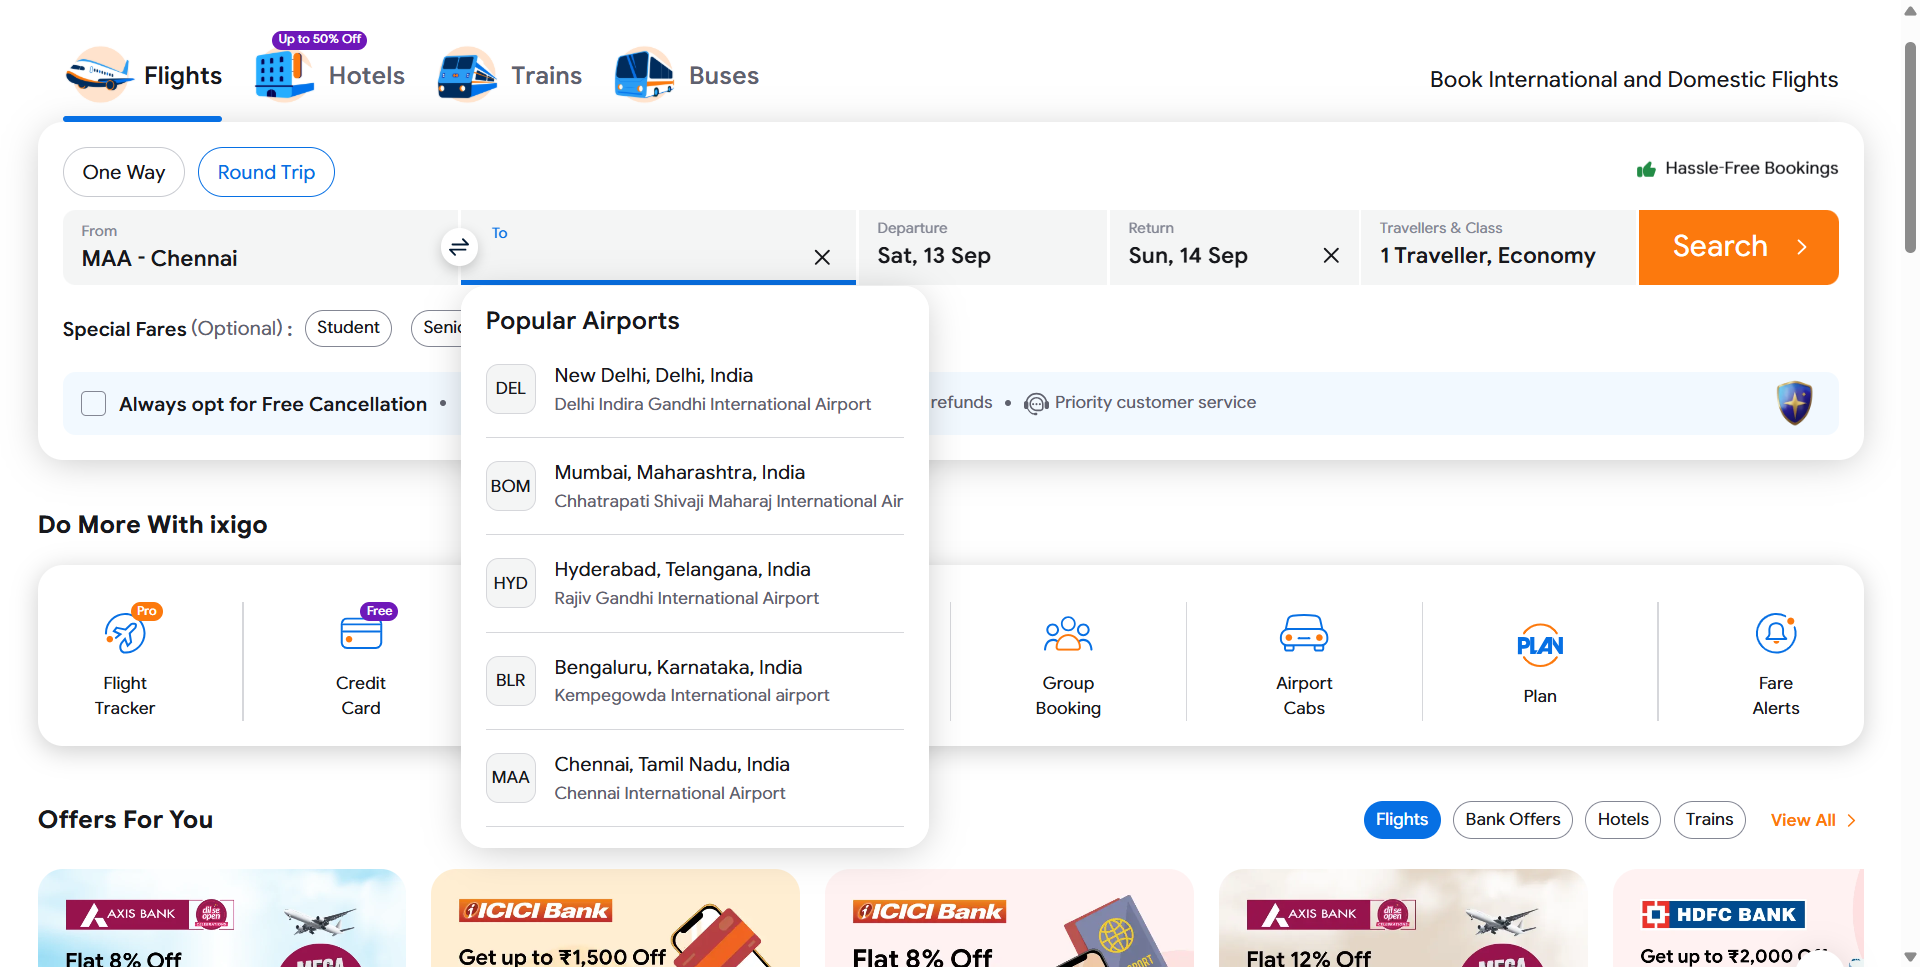 Up to 50% Off
Flights
Hotels
Trains
Buses
Book International and Domestic Flights
One Way
Round Trip
Hassle-Free Bookings
From
MAA - Chennai
To
Departure
Sat, 13 Sep
Return
Sun, 14 Sep
Travellers & Class
1 Traveller, Economy
Search
Special Fares (Optional) :
Student
Always opt for Free Cancellation •
refunds • Priority customer service
Popular Airports
DEL
New Delhi, Delhi, India
Delhi Indira Gandhi International Airport
BOM
Mumbai, Maharashtra, India
Chhatrapati Shivaji Maharaj International Air
HYD
Hyderabad, Telangana, India
Rajiv Gandhi International Airport
BLR
Bengaluru, Karnataka, India
Kempegowda International airport
MAA
Chennai, Tamil Nadu, India
Chennai International Airport
Do More With ixigo
Pro
Flight
Tracker
Free
Credit
Card
Group
Booking
Airport
Cabs
PLAN
Plan
Fare
Alerts
Offers For You
Flights
Bank Offers
Hotels
Trains
View All
AXIS BANK
dil se
open
Flat 8% Off
MEGA
ICICI Bank
Get up to ₹1,500 Off
ICICI Bank
Flat 8% Off
AXIS BANK
dil se
open
Flat 12% Off
MEGA
HDFC BANK
Get up to ₹2,000